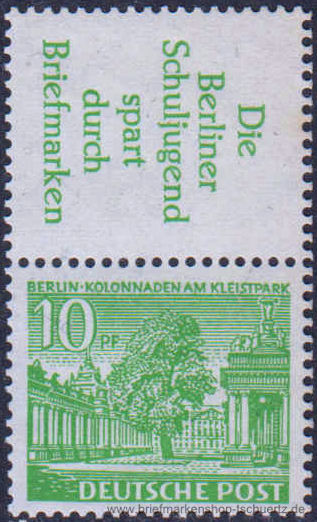 Die
Berliner
Schuljugend
spart
durch
Briefmarken
BERLIN·KOLONNADEN AM KLEISTPARK
10 PF
DEUTSCHE POST
www.briefmarkenshop-tschuertz.de